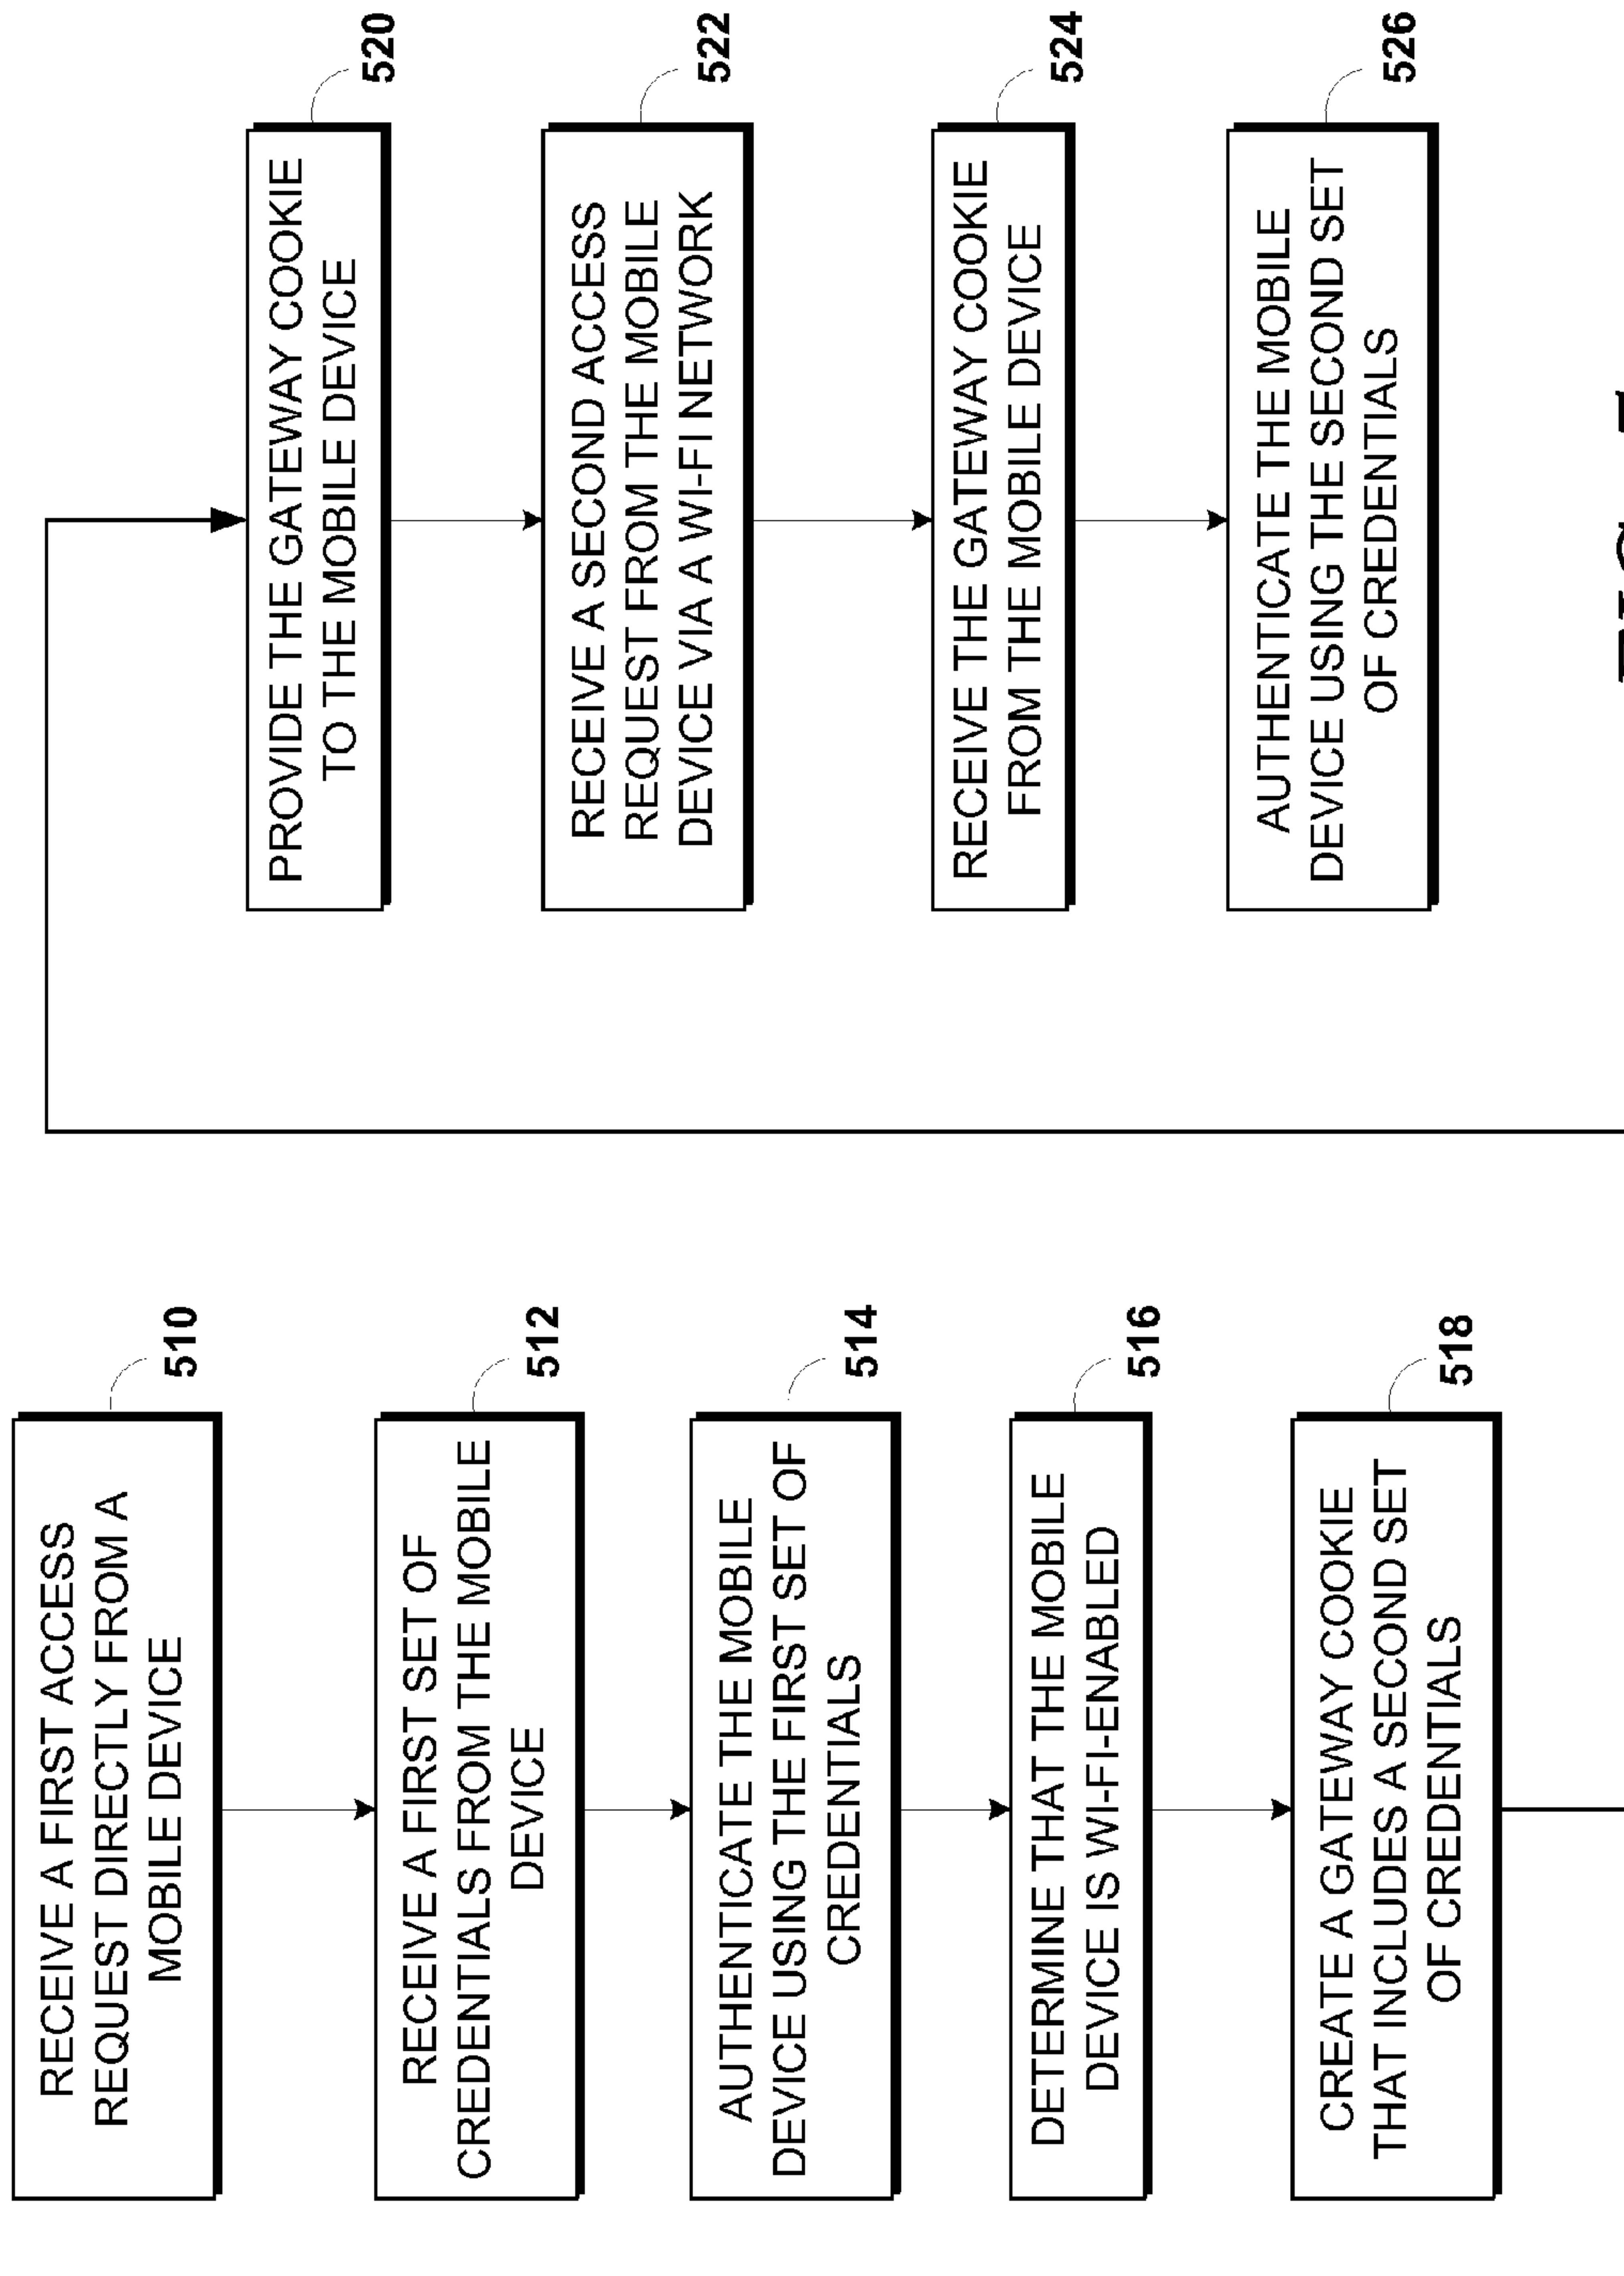 RECEIVE A FIRST ACCESS
REQUEST DIRECTLY FROM A
MOBILE DEVICE
510
RECEIVE A FIRST SET OF
CREDENTIALS FROM THE MOBILE
DEVICE
512
AUTHENTICATE THE MOBILE
DEVICE USING THE FIRST SET OF
CREDENTIALS
514
DETERMINE THAT THE MOBILE
DEVICE IS WI-FI-ENABLED
516
CREATE A GATEWAY COOKIE
THAT INCLUDES A SECOND SET
OF CREDENTIALS
518
PROVIDE THE GATEWAY COOKIE
TO THE MOBILE DEVICE
520
RECEIVE A SECOND ACCESS
REQUEST FROM THE MOBILE
DEVICE VIA A WI-FI NETWORK
522
RECEIVE THE GATEWAY COOKIE
FROM THE MOBILE DEVICE
524
AUTHENTICATE THE MOBILE
DEVICE USING THE SECOND SET
OF CREDENTIALS
526